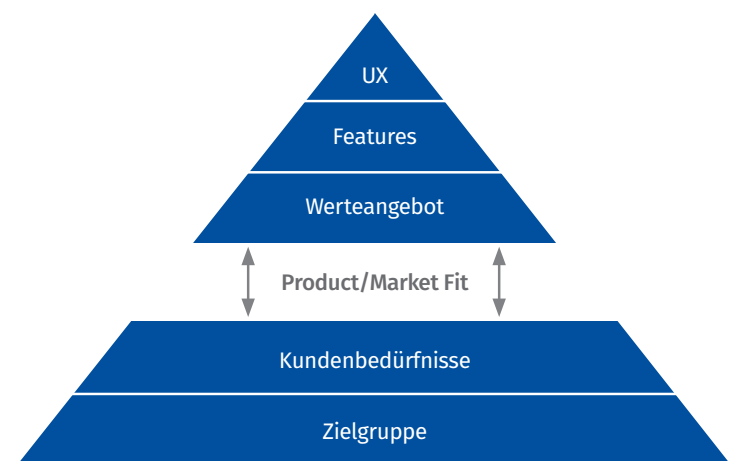 UX
Features
Werteangebot
Product/Market Fit
Kundenbedürfnisse
Zielgruppe